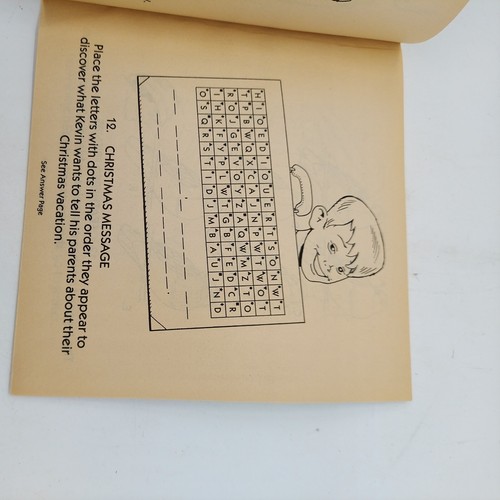 H I O E D I O U E R T S O N W T
T P B W Q X C A J N P W T W O T
R O J G E V O Y Z A Q W M Z T O
I H K F Y P L W T G B F E D C R
O S Q R S T I D J M B A U J N D
12. CHRISTMAS MESSAGE
Place the letters with dots in the order they appear to
discover what Kevin wants to tell his parents about their
Christmas vacation.
See Answer Page